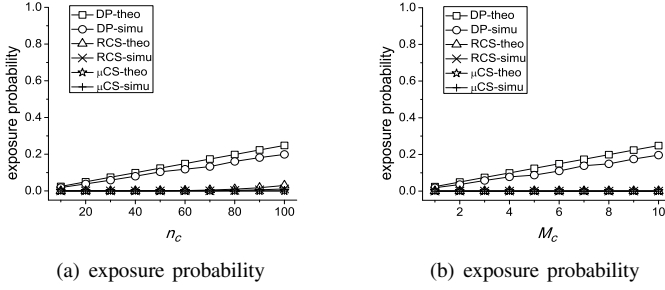 exposure probability
1.0
0.8
0.6
0.4
0.2
0.0
DP-theo
DP-simu
RCS-theo
RCS-simu
μCS-theo
μCS-simu
20 40 60 80 100
n_c
(a) exposure probability
exposure probability
1.0
0.8
0.6
0.4
0.2
0.0
DP-theo
DP-simu
RCS-theo
RCS-simu
μCS-theo
μCS-simu
2 4 6 8 10
M_c
(b) exposure probability